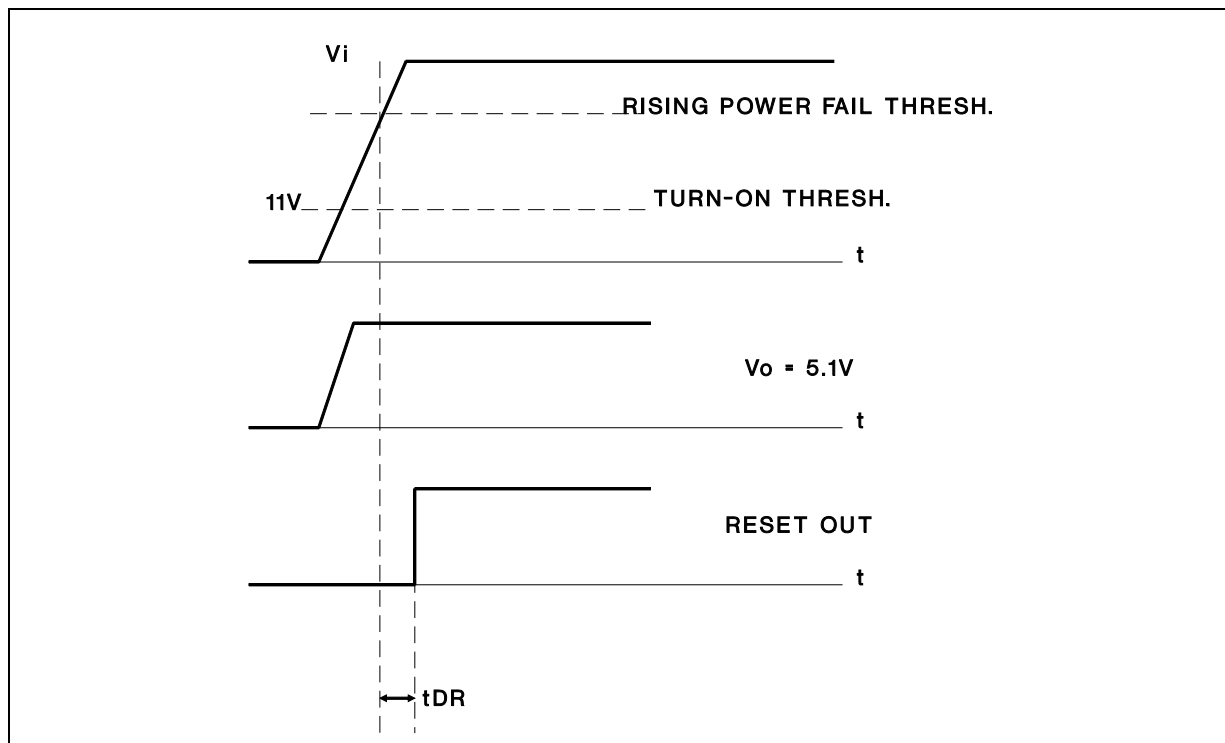 Vi
RISING POWER FAIL THRESH.
11V
TURN-ON THRESH.
t
Vo = 5.1V
t
RESET OUT
t
tDR